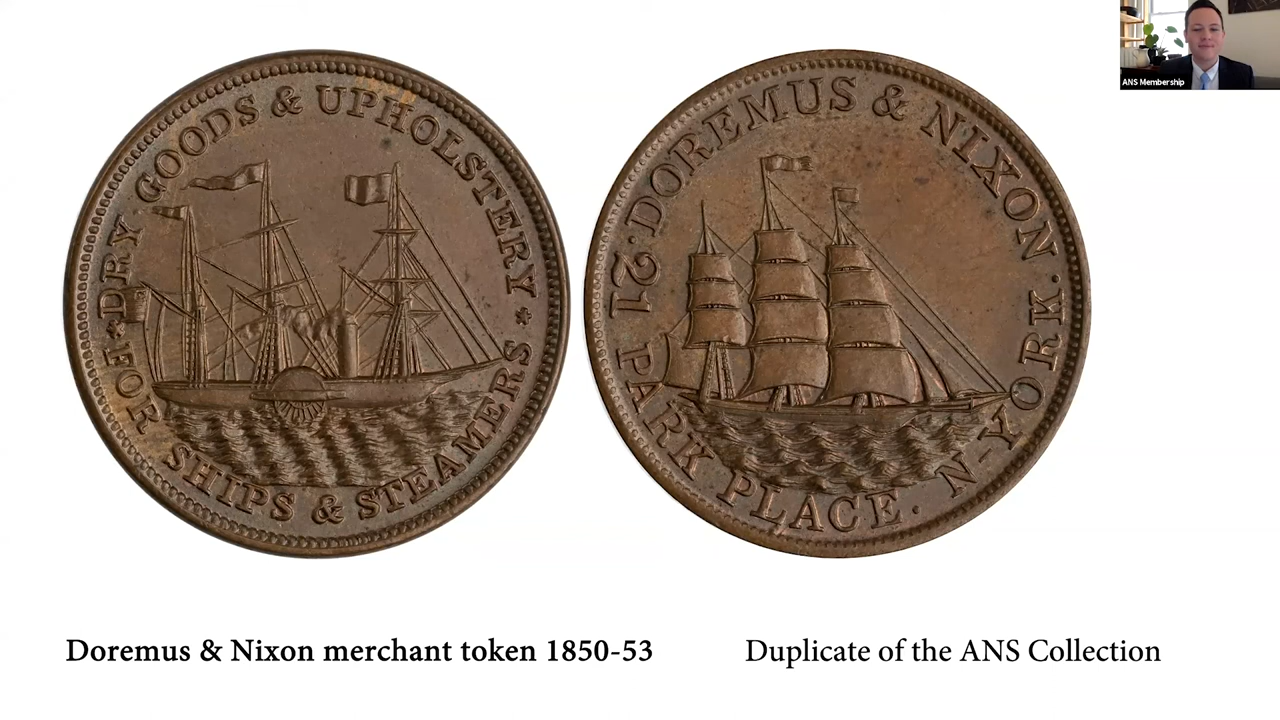 DRY GOODS & UPHOLSTERY
* FOR SHIPS & STEAMERS *
DOREMUS & NIXON.
21 PARK PLACE. N-YORK.
ANS Membership
Doremus & Nixon merchant token 1850-53
Duplicate of the ANS Collection